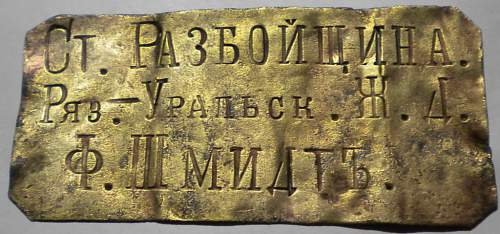 Ст. Разбойщина.
Ряз.-Уральск. Ж. Д.
Ф. Шмидтъ.